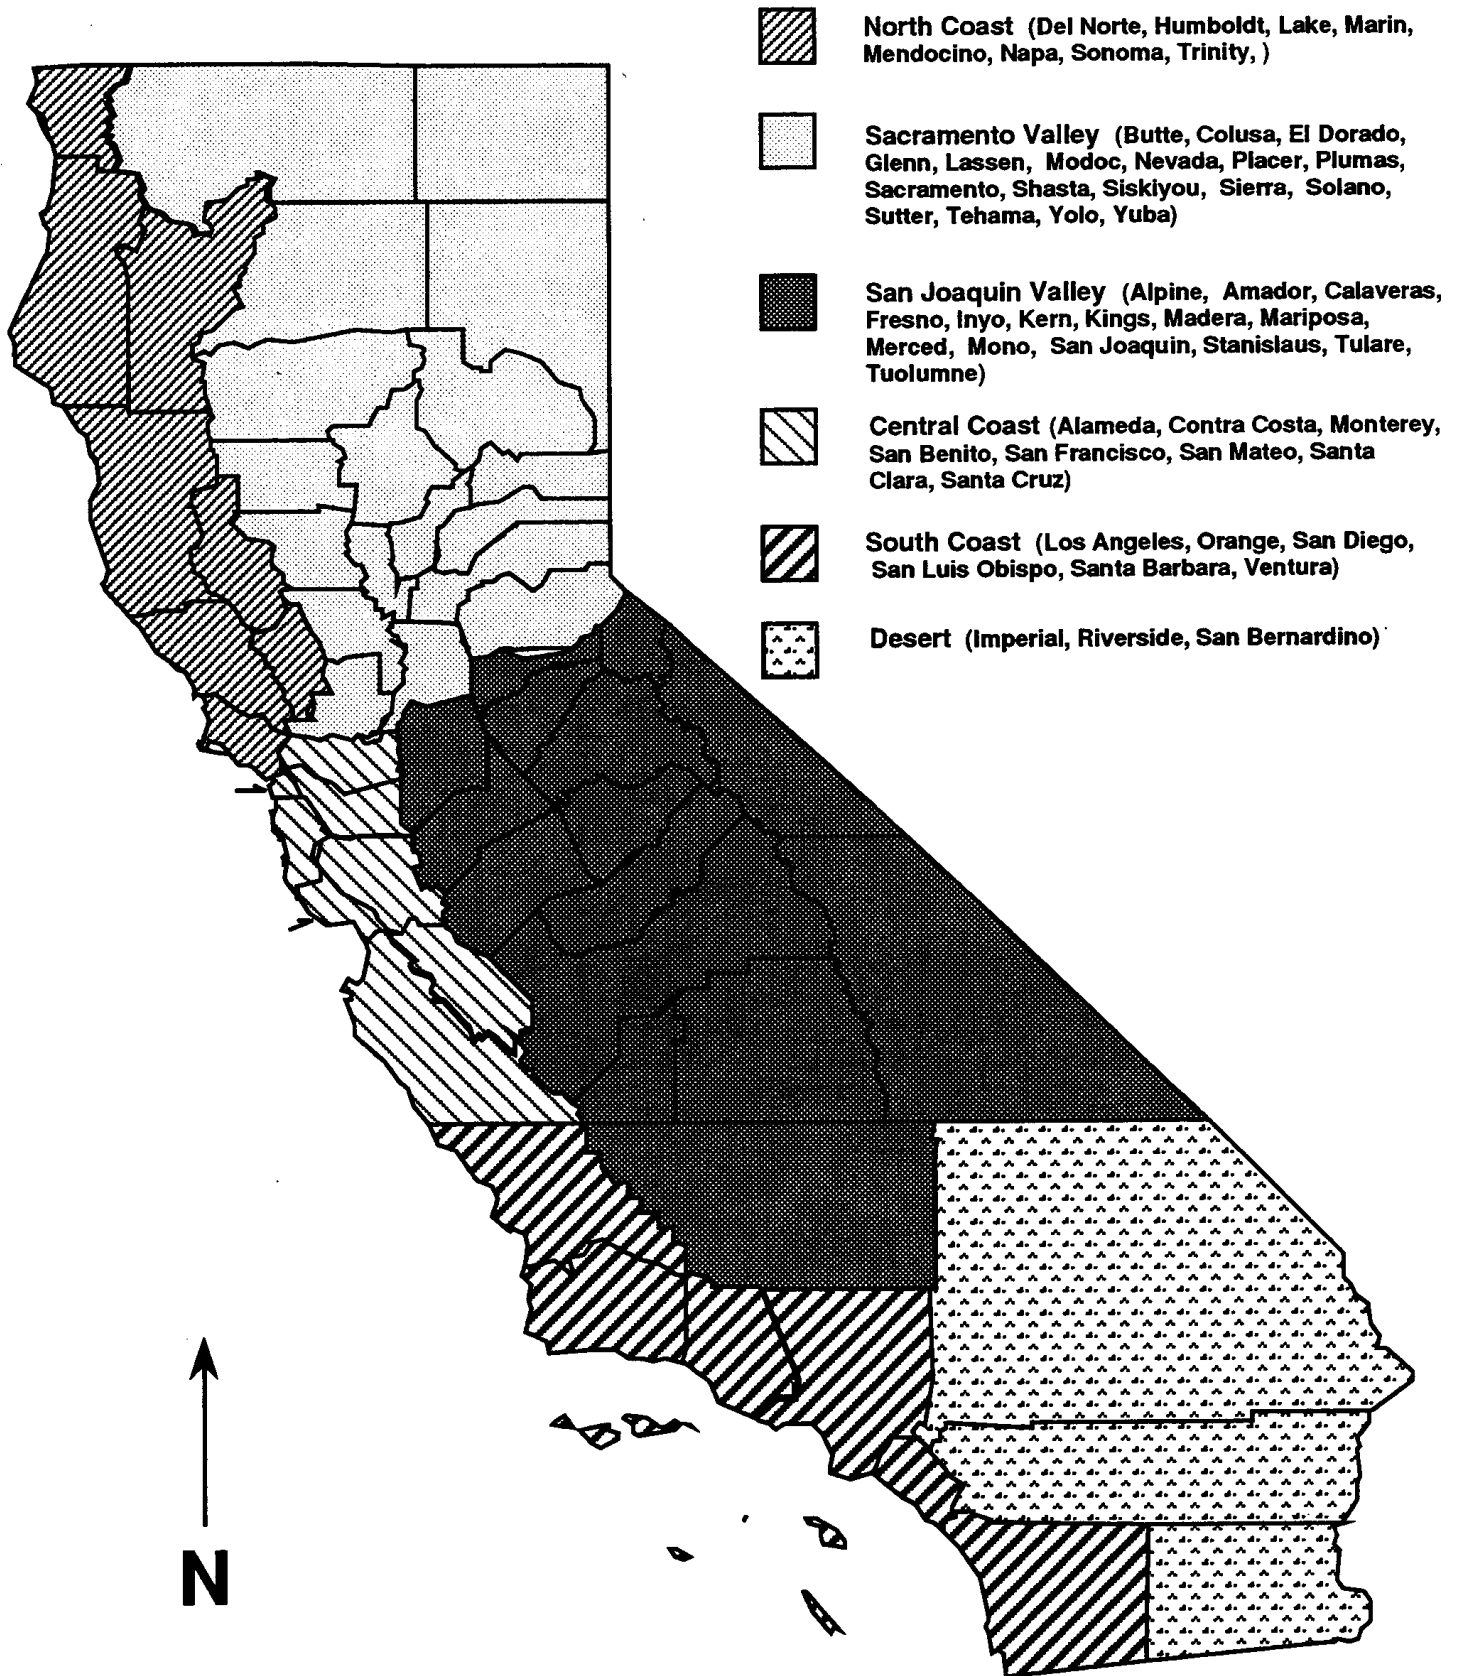 North Coast (Del Norte, Humboldt, Lake, Marin,
Mendocino, Napa, Sonoma, Trinity, )
Sacramento Valley (Butte, Colusa, El Dorado,
Glenn, Lassen, Modoc, Nevada, Placer, Plumas,
Sacramento, Shasta, Siskiyou, Sierra, Solano,
Sutter, Tehama, Yolo, Yuba)
San Joaquin Valley (Alpine, Amador, Calaveras,
Fresno, Inyo, Kern, Kings, Madera, Mariposa,
Merced, Mono, San Joaquin, Stanislaus, Tulare,
Tuolumne)
Central Coast (Alameda, Contra Costa, Monterey,
San Benito, San Francisco, San Mateo, Santa
Clara, Santa Cruz)
South Coast (Los Angeles, Orange, San Diego,
San Luis Obispo, Santa Barbara, Ventura)
Desert (Imperial, Riverside, San Bernardino)
N